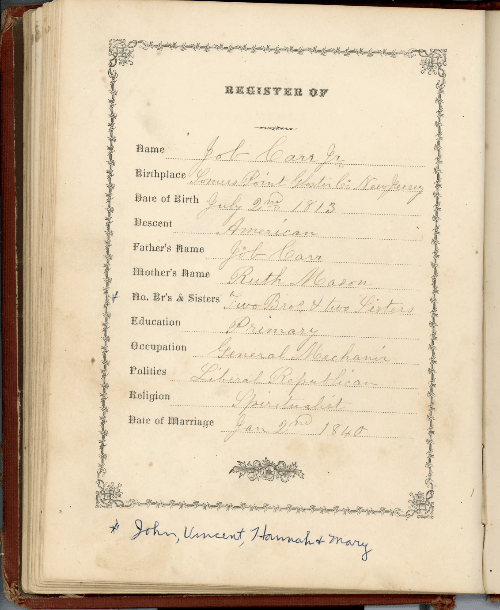 REGISTER OF
Name Job Carr Jr
Birthplace Somers Point Gloster Co New Jersey
Date of Birth July 2nd 1813
Descent American
Father's Name Job Carr
Mother's Name Ruth Mason
* No. Br's & Sisters Two Bros, & two Sisters
Education Primary
Occupation General Mechanic
Politics Liberal Republican
Religion Spiritualist
Date of Marriage Jan 2nd 1840
* John, Vincent, Hannah & Mary